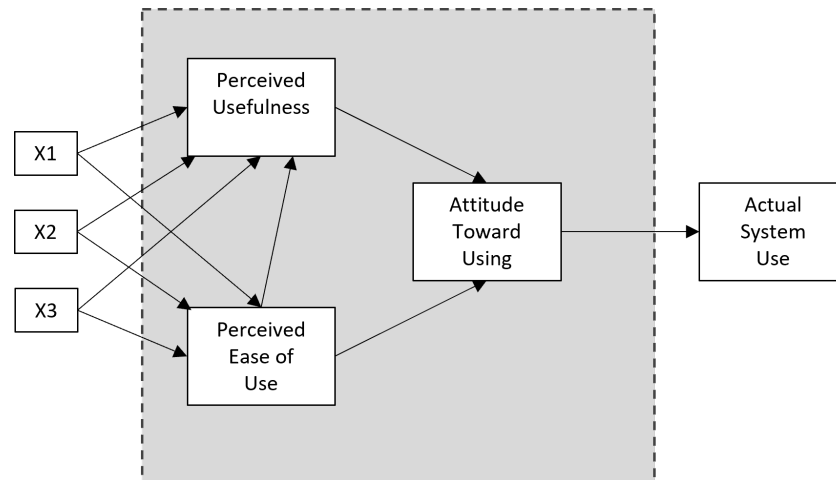 X1
X2
X3
Perceived
Usefulness
Perceived
Ease of
Use
Attitude
Toward
Using
Actual
System
Use